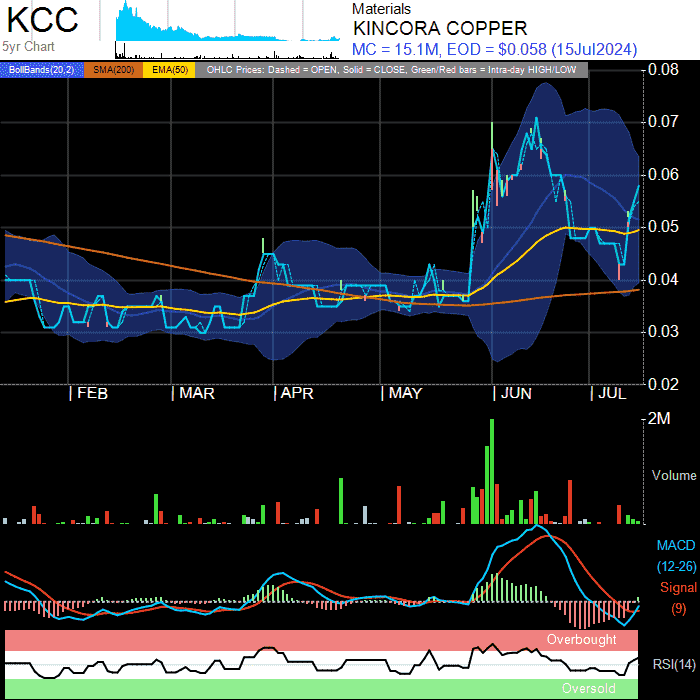 KCC
5yr Chart
Materials
KINCORA COPPER
MC = 15.1M, EOD = $0.058 (15Jul2024)
BollBands(20,2) SMA(200) EMA(50) OHLC Prices: Dashed = OPEN, Solid = CLOSE, Green/Red bars = Intra-day HIGH/LOW
0.08
0.07
0.06
0.05
0.04
0.03
0.02
FEB MAR APR MAY JUN JUL
2M
Volume
MACD
(12-26)
Signal
(9)
Overbought
RSI(14)
Oversold